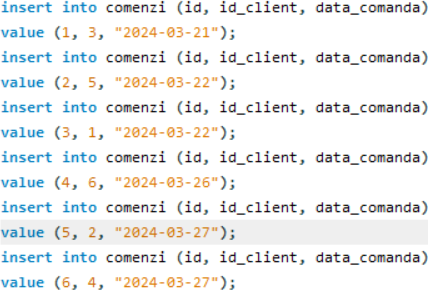 insert into comenzi (id, id_client, data_comanda)
value (1, 3, "2024-03-21");
insert into comenzi (id, id_client, data_comanda)
value (2, 5, "2024-03-22");
insert into comenzi (id, id_client, data_comanda)
value (3, 1, "2024-03-22");
insert into comenzi (id, id_client, data_comanda)
value (4, 6, "2024-03-26");
insert into comenzi (id, id_client, data_comanda)
value (5, 2, "2024-03-27");
insert into comenzi (id, id_client, data_comanda)
value (6, 4, "2024-03-27");